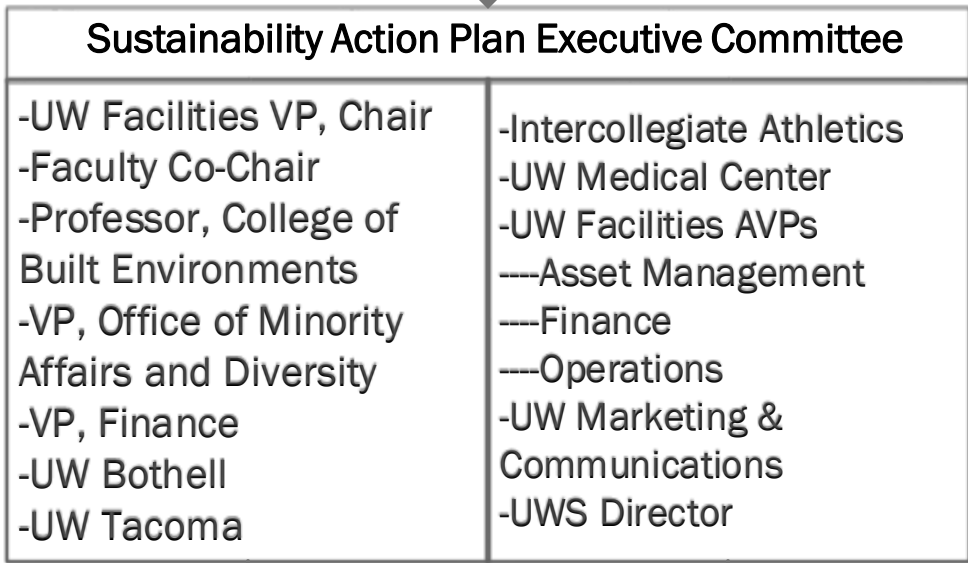 Sustainability Action Plan Executive Committee
-UW Facilities VP, Chair
-Faculty Co-Chair
-Professor, College of
Built Environments
-VP, Office of Minority
Affairs and Diversity
-VP, Finance
-UW Bothell
-UW Tacoma
-Intercollegiate Athletics
-UW Medical Center
-UW Facilities AVPs
----Asset Management
----Finance
----Operations
-UW Marketing &
Communications
-UWS Director